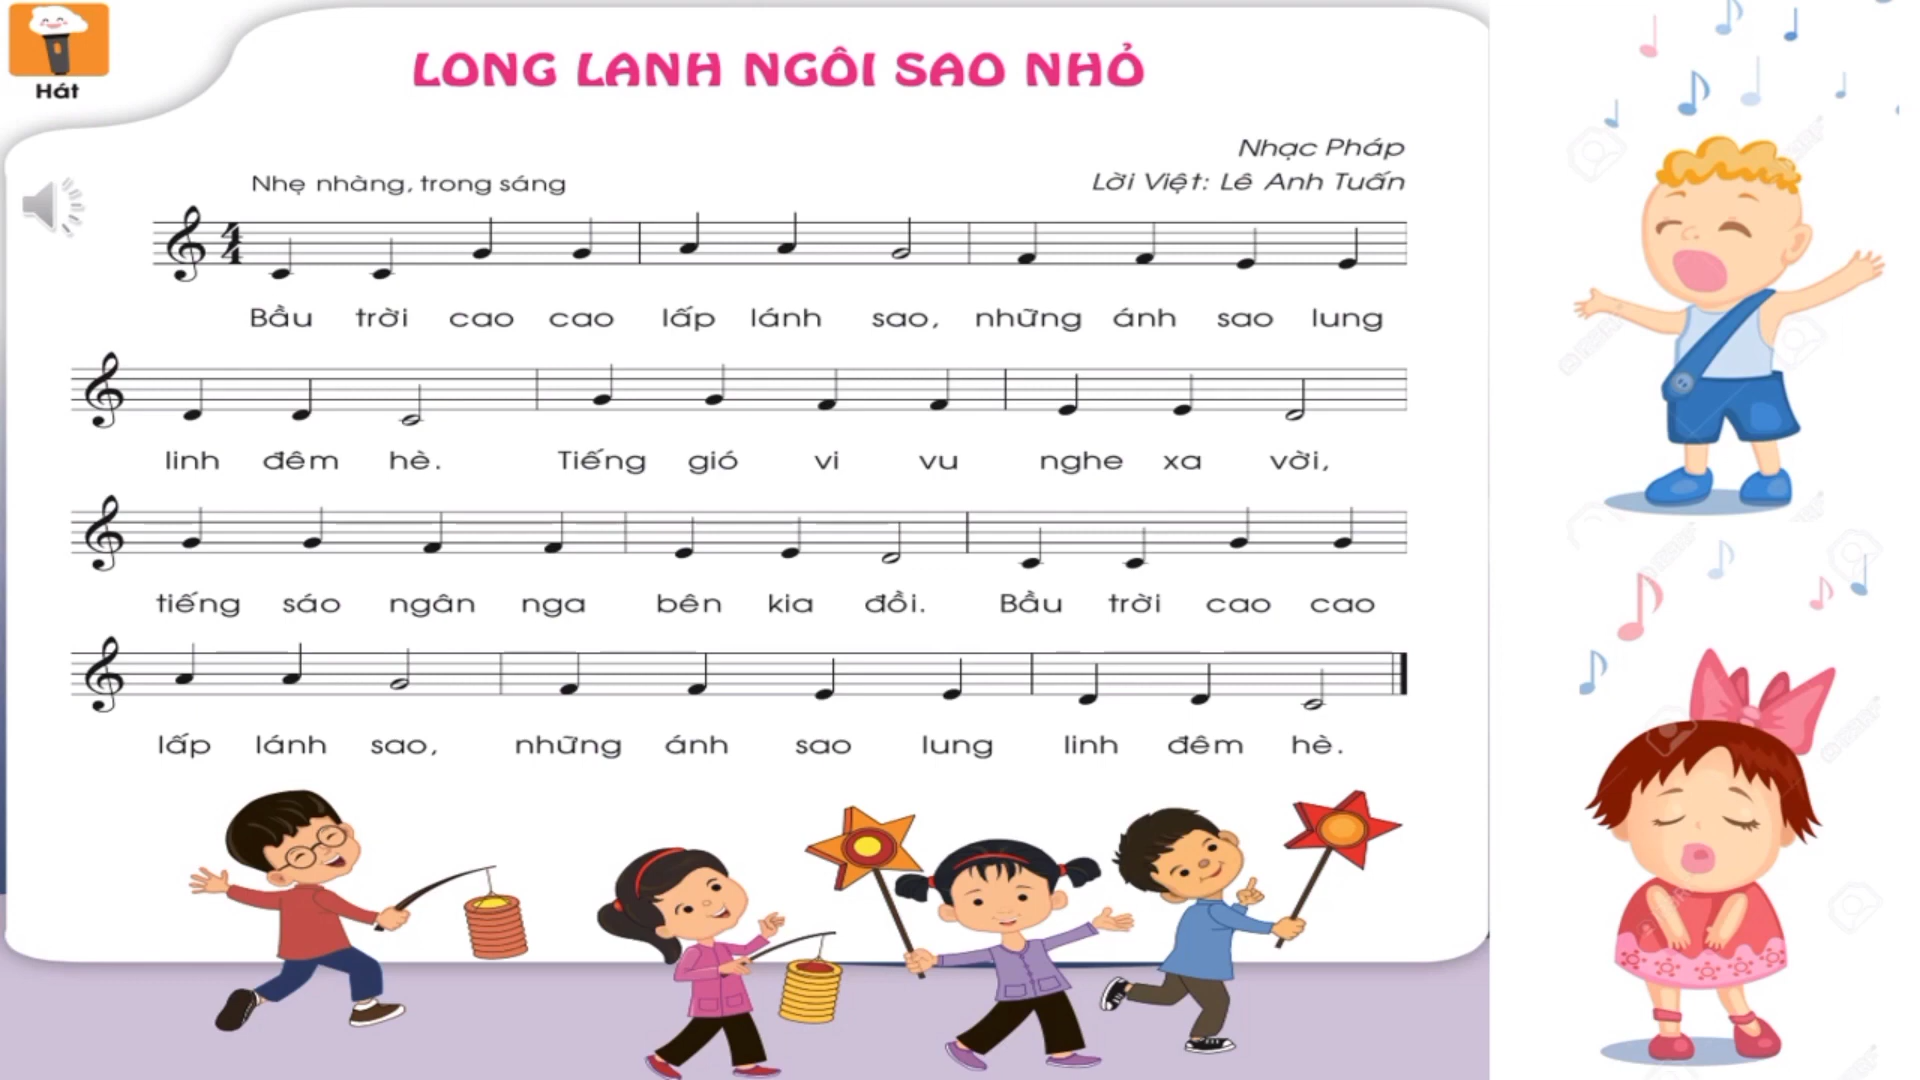 Hát
LONG LANH NGÔI SAO NHỎ
Nhạc Pháp
Nhẹ nhàng, trong sáng
Lời Việt: Lê Anh Tuấn
4
4
Bầu trời cao cao lấp lánh sao, những ánh sao lung
linh đêm hè. Tiếng gió vi vu nghe xa vời,
tiếng sáo ngân nga bên kia đồi. Bầu trời cao cao
lấp lánh sao, những ánh sao lung linh đêm hè.